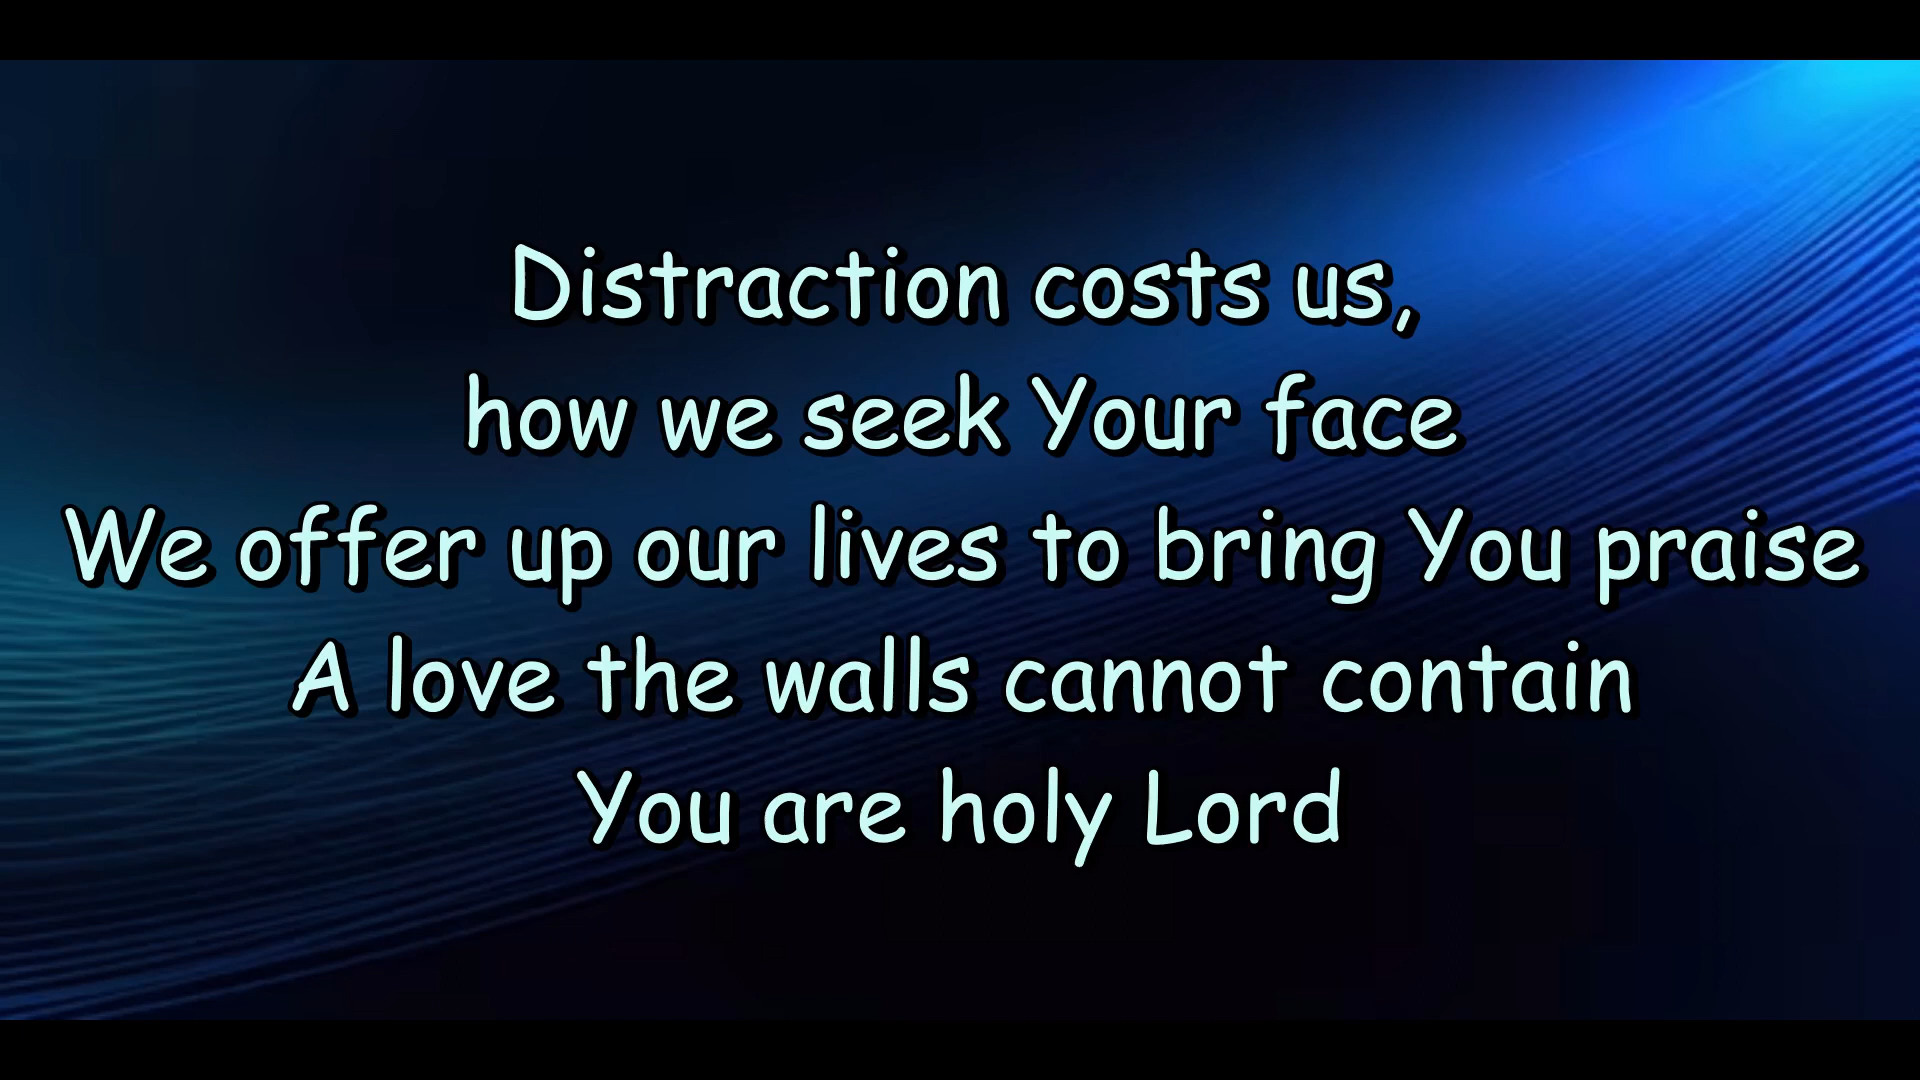 Distraction costs us,
how we seek Your face
We offer up our lives to bring You praise
A love the walls cannot contain
You are holy Lord